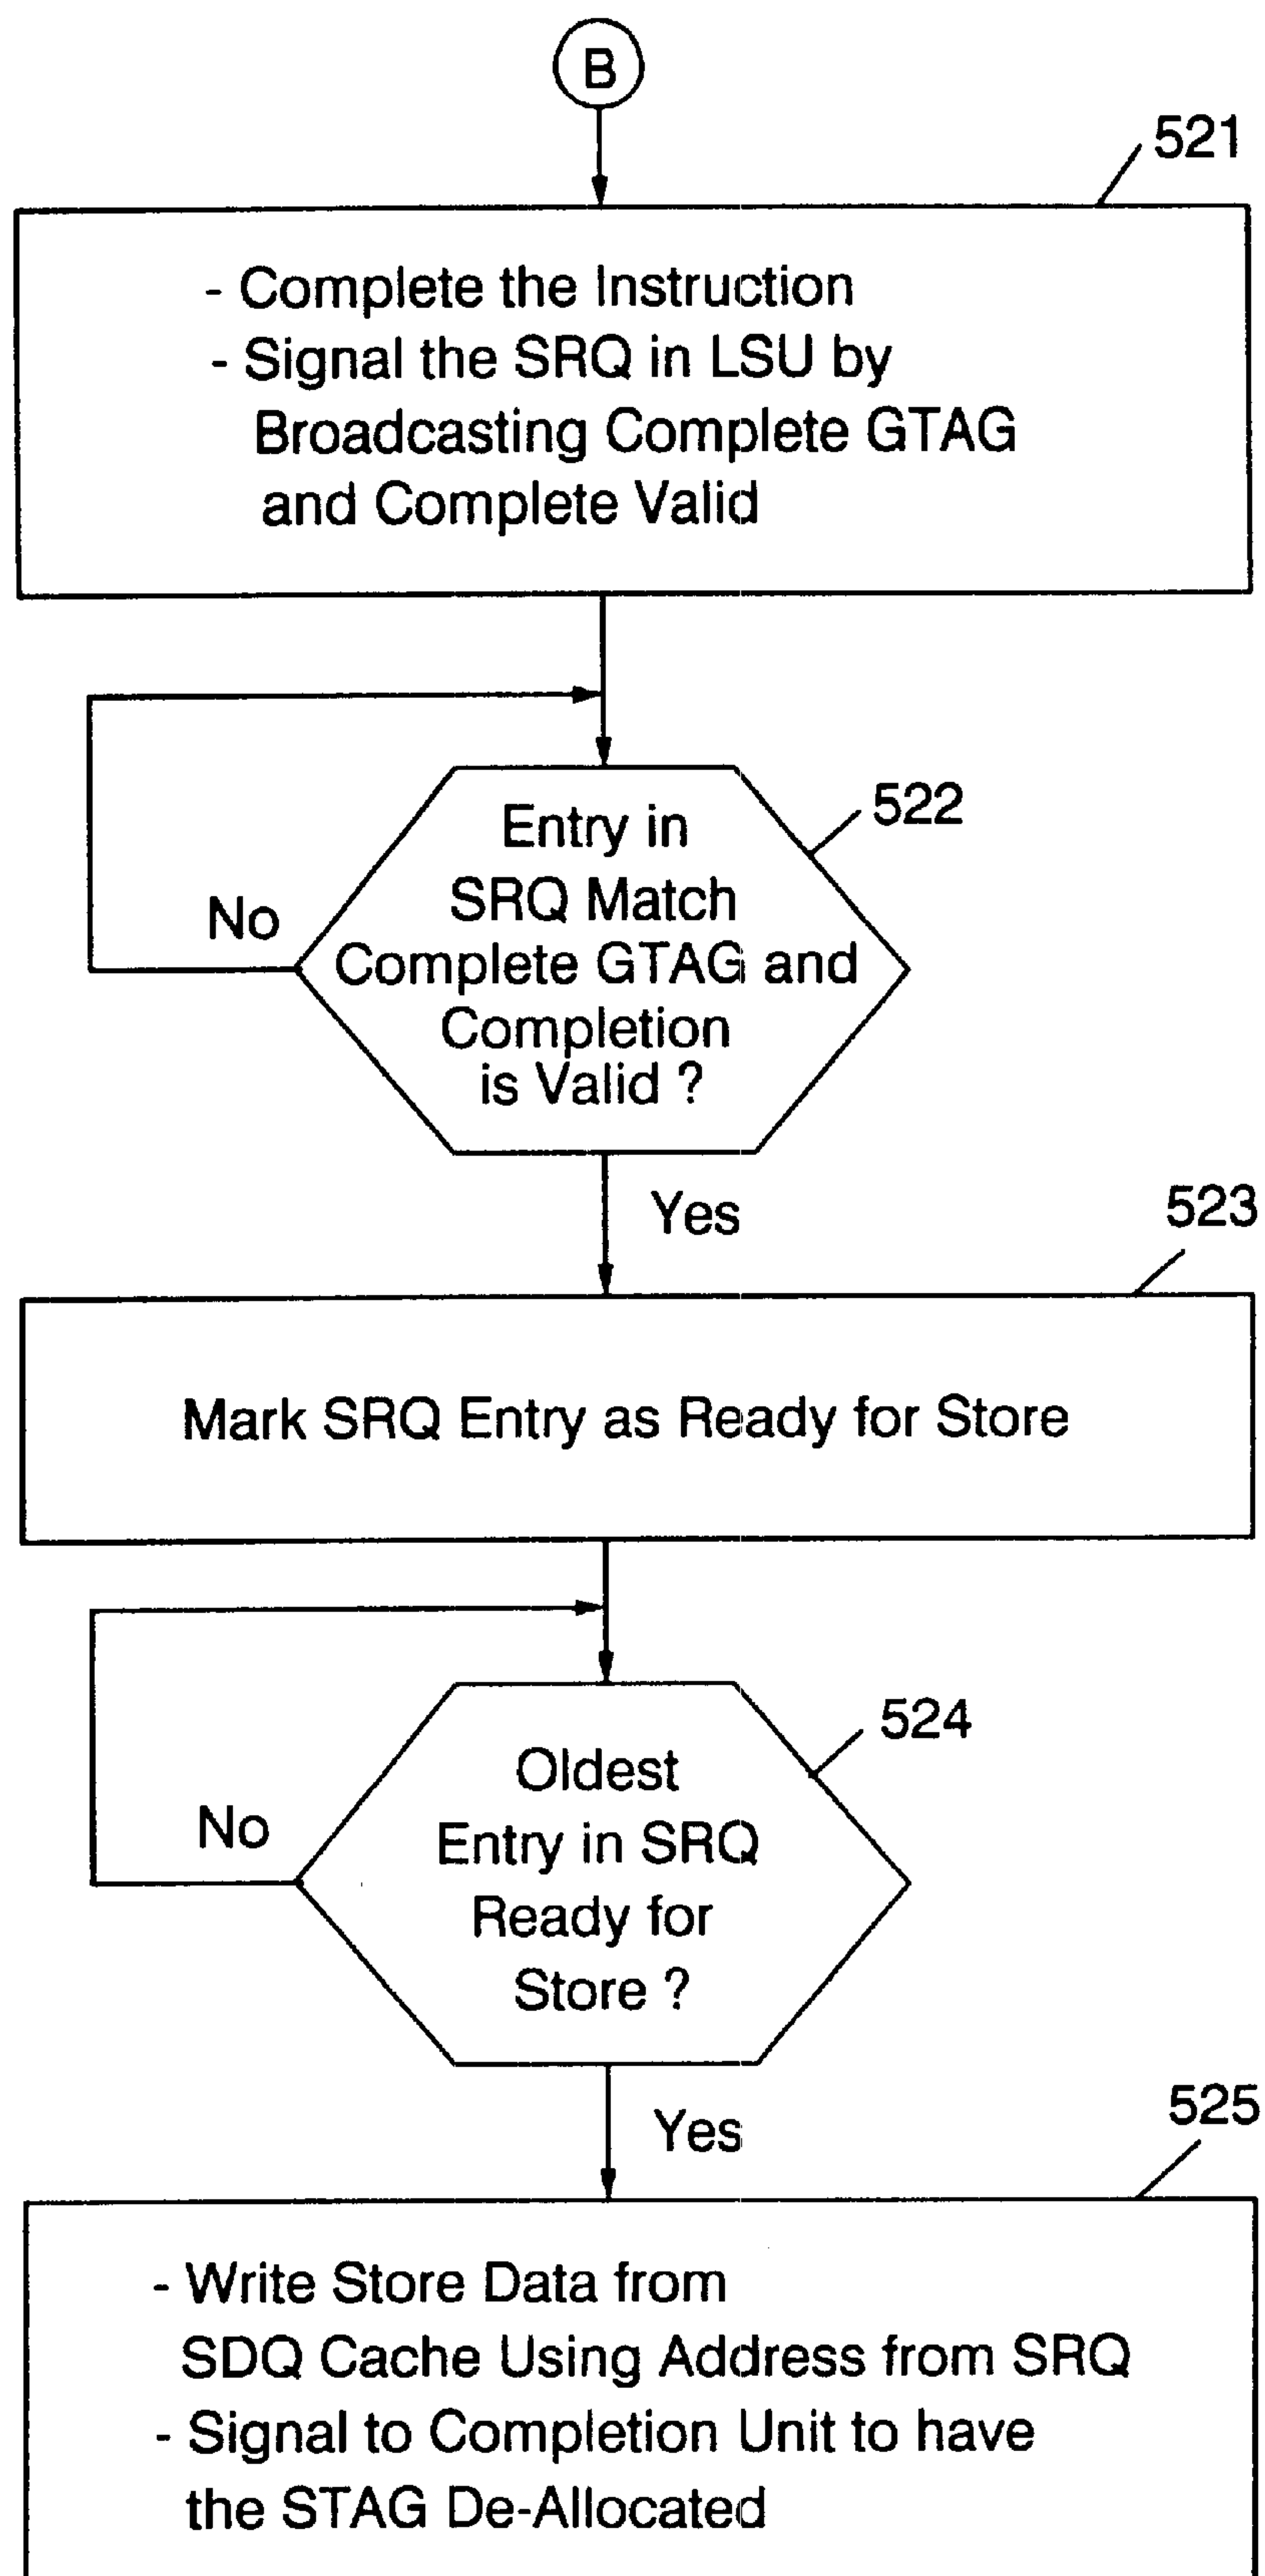 B
521
- Complete the Instruction
- Signal the SRQ in LSU by
Broadcasting Complete GTAG
and Complete Valid
522
Entry in
SRQ Match
Complete GTAG and
Completion
is Valid ?
No
Yes
523
Mark SRQ Entry as Ready for Store
524
Oldest
Entry in SRQ
Ready for
Store ?
No
Yes
525
- Write Store Data from
SDQ Cache Using Address from SRQ
- Signal to Completion Unit to have
the STAG De-Allocated